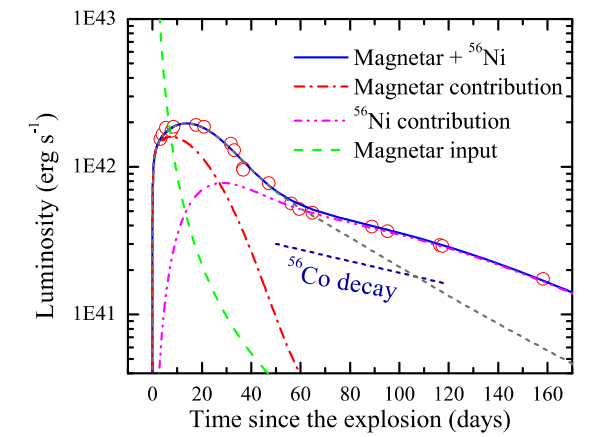 1E43
1E42
1E41
Luminosity (erg s⁻¹)
Magnetar + ⁵⁶Ni
Magnetar contribution
⁵⁶Ni contribution
Magnetar input
⁵⁶Co decay
0 20 40 60 80 100 120 140 160
Time since the explosion (days)